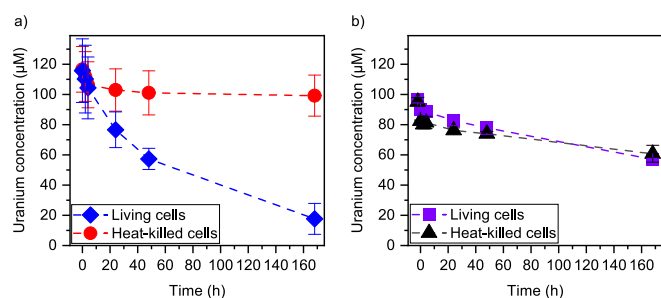 a)
Uranium concentration (µM)
120
100
80
60
40
20
0
Living cells
Heat-killed cells
0 20 40 60 80 100 120 140 160
Time (h)
b)
Uranium concentration (µM)
120
100
80
60
40
20
0
Living cells
Heat-killed cells
0 20 40 60 80 100 120 140 160
Time (h)